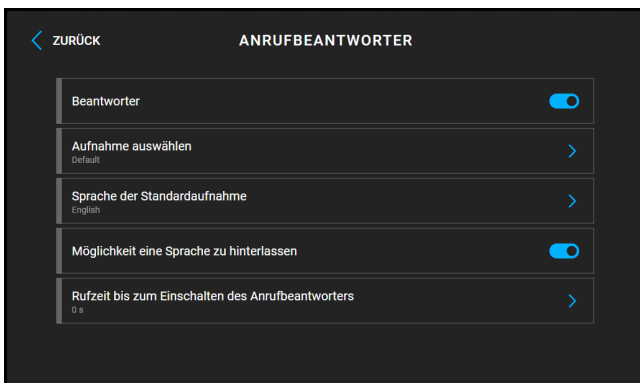 ZURÜCK
ANRUFBEANTWORTER
Beantworter
Aufnahme auswählen
Default
Sprache der Standardaufnahme
English
Möglichkeit eine Sprache zu hinterlassen
Rufzeit bis zum Einschalten des Anrufbeantworters
0 s